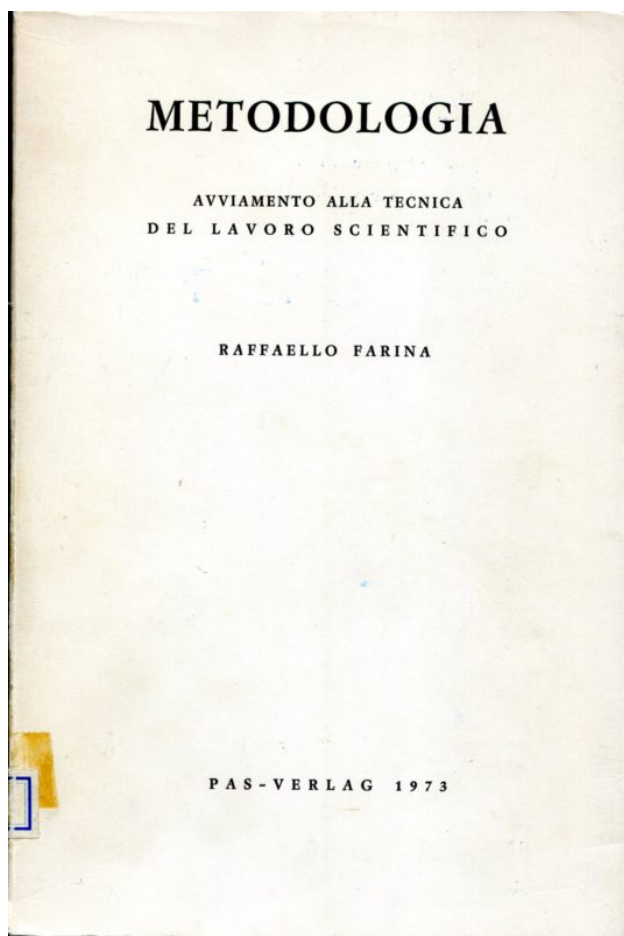 METODOLOGIA
AVVIAMENTO ALLA TECNICA
DEL LAVORO SCIENTIFICO
RAFFAELLO FARINA
PAS-VERLAG 1973